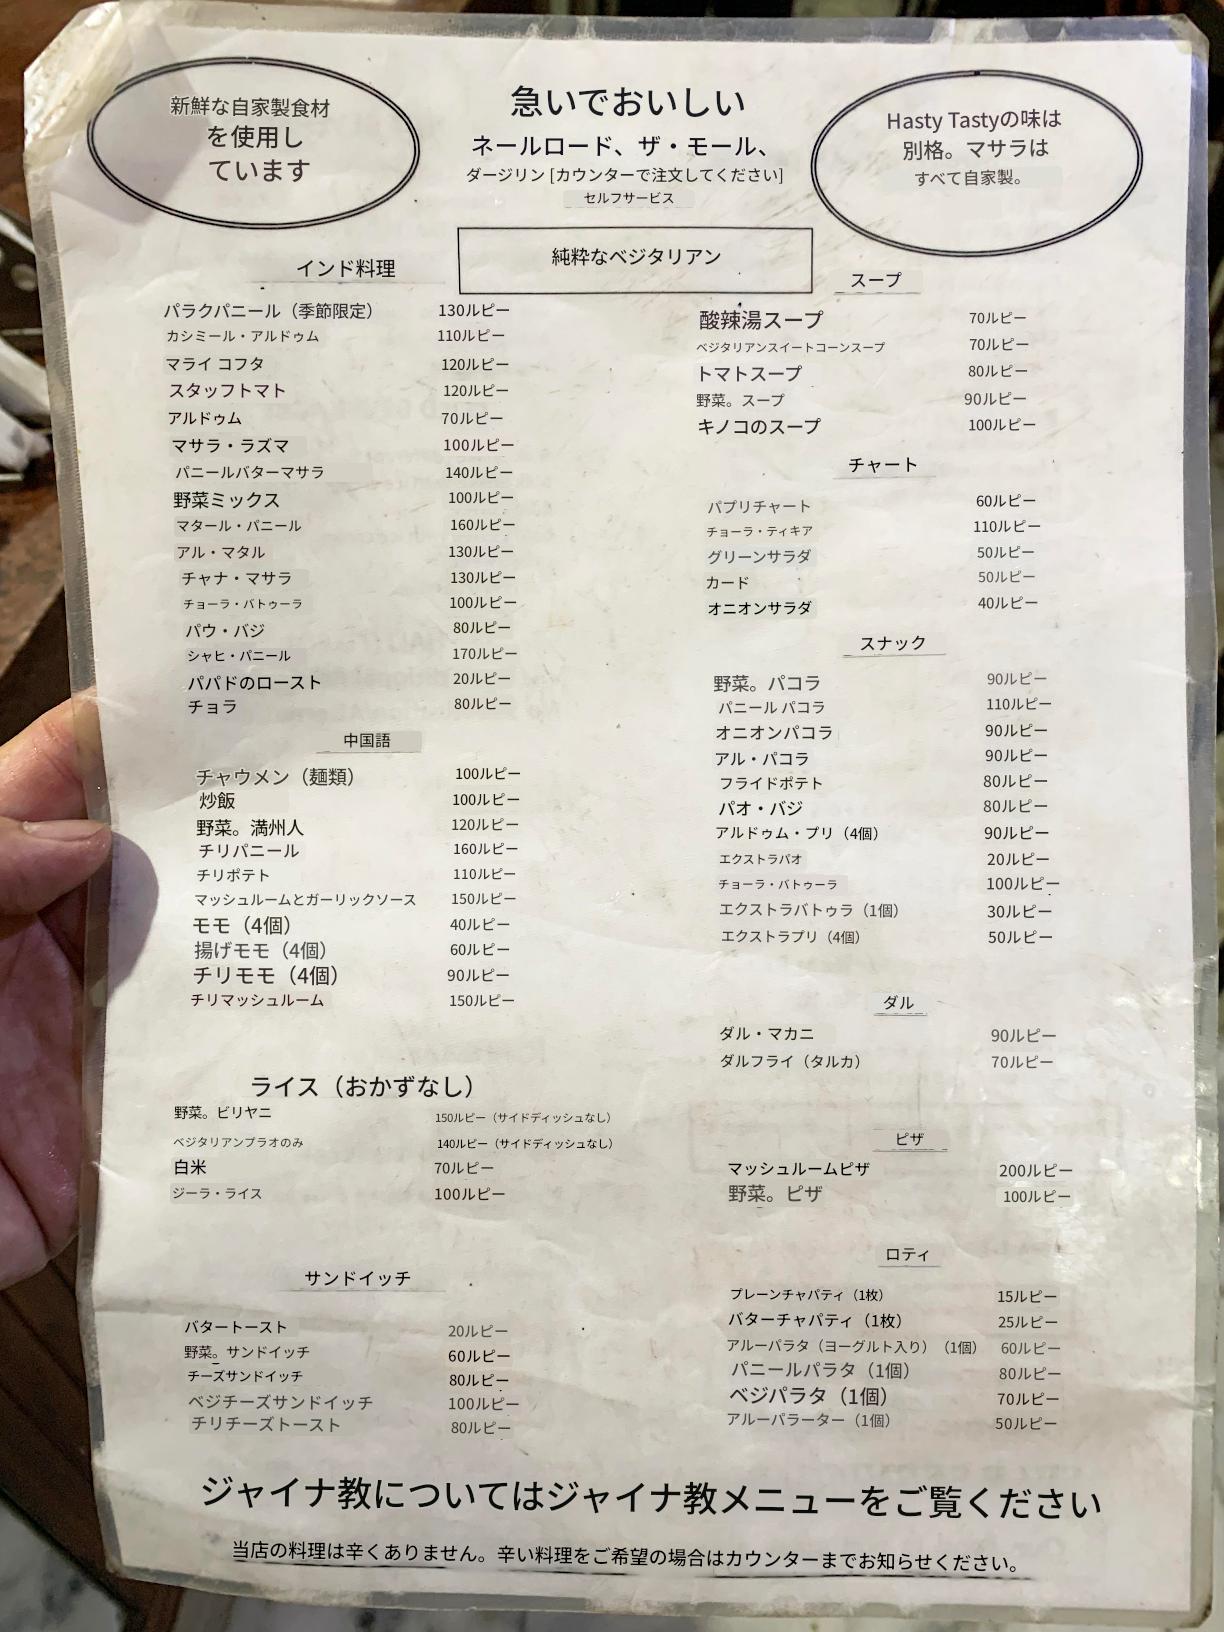 新鮮な自家製食材
を使用し
ています
急いでおいしい
ネールロード、ザ・モール、
ダージリン [カウンターで注文してください]
セルフサービス
Hasty Tastyの味は
別格。マサラは
すべて自家製。
純粋なベジタリアン
インド料理
パラクパニール（季節限定） 130ルピー
カシミール・アルドゥム 110ルピー
マライ コフタ 120ルピー
スタッフトマト 120ルピー
アルドゥム 70ルピー
マサラ・ラズマ 100ルピー
パニールバターマサラ 140ルピー
野菜ミックス 100ルピー
マタール・パニール 160ルピー
アル・マタル 130ルピー
チャナ・マサラ 130ルピー
チョーラ・バトゥーラ 100ルピー
パウ・バジ 80ルピー
シャヒ・パニール 170ルピー
パパドのロースト 20ルピー
チョラ 80ルピー
中国語
チャウメン（麺類） 100ルピー
炒飯 100ルピー
野菜。満州人 120ルピー
チリパニール 160ルピー
チリポテト 110ルピー
マッシュルームとガーリックソース 150ルピー
モモ（4個） 40ルピー
揚げモモ（4個） 60ルピー
チリモモ（4個） 90ルピー
チリマッシュルーム 150ルピー
ライス（おかずなし）
野菜。ビリヤニ 150ルピー（サイドディッシュなし）
ベジタリアンプラオのみ 140ルピー（サイドディッシュなし）
白米 70ルピー
ジーラ・ライス 100ルピー
サンドイッチ
バタートースト 20ルピー
野菜。サンドイッチ 60ルピー
チーズサンドイッチ 80ルピー
ベジチーズサンドイッチ 100ルピー
チリチーズトースト 80ルピー
スープ
酸辣湯スープ 70ルピー
ベジタリアンスイートコーンスープ 70ルピー
トマトスープ 80ルピー
野菜。スープ 90ルピー
キノコのスープ 100ルピー
チャート
パプリチャート 60ルピー
チョーラ・ティキア 110ルピー
グリーンサラダ 50ルピー
カード 50ルピー
オニオンサラダ 40ルピー
スナック
野菜。パコラ 90ルピー
パニール パコラ 110ルピー
オニオンパコラ 90ルピー
アル・パコラ 90ルピー
フライドポテト 80ルピー
パオ・バジ 80ルピー
アルドゥム・プリ（4個） 90ルピー
エクストラパオ 20ルピー
チョーラ・バトゥーラ 100ルピー
エクストラバトゥラ（1個） 30ルピー
エクストラプリ（4個） 50ルピー
ダル
ダル・マカニ 90ルピー
ダルフライ（タルカ） 70ルピー
ピザ
マッシュルームピザ 200ルピー
野菜。ピザ 100ルピー
ロティ
プレーンチャパティ（1枚） 15ルピー
バターチャパティ（1枚） 25ルピー
アルーパラタ（ヨーグルト入り）（1個） 60ルピー
パニールパラタ（1個） 80ルピー
ベジパラタ（1個） 70ルピー
アルーパラーター（1個） 50ルピー
ジャイナ教についてはジャイナ教メニューをご覧ください
当店の料理は辛くありません。辛い料理をご希望の場合はカウンターまでお知らせください。